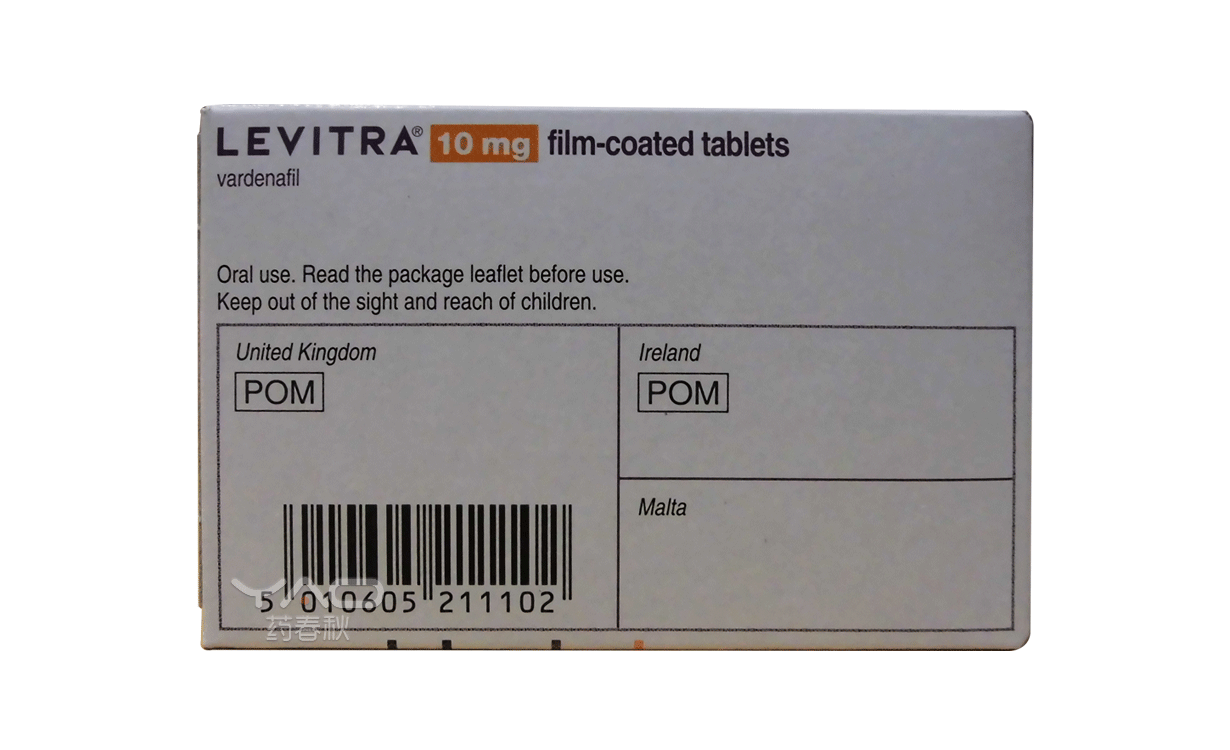 LEVITRA® 10 mg film-coated tablets
vardenafil
Oral use. Read the package leaflet before use.
Keep out of the sight and reach of children.
United Kingdom
POM
Ireland
POM
Malta
YAO
药春秋
5 010605 211102